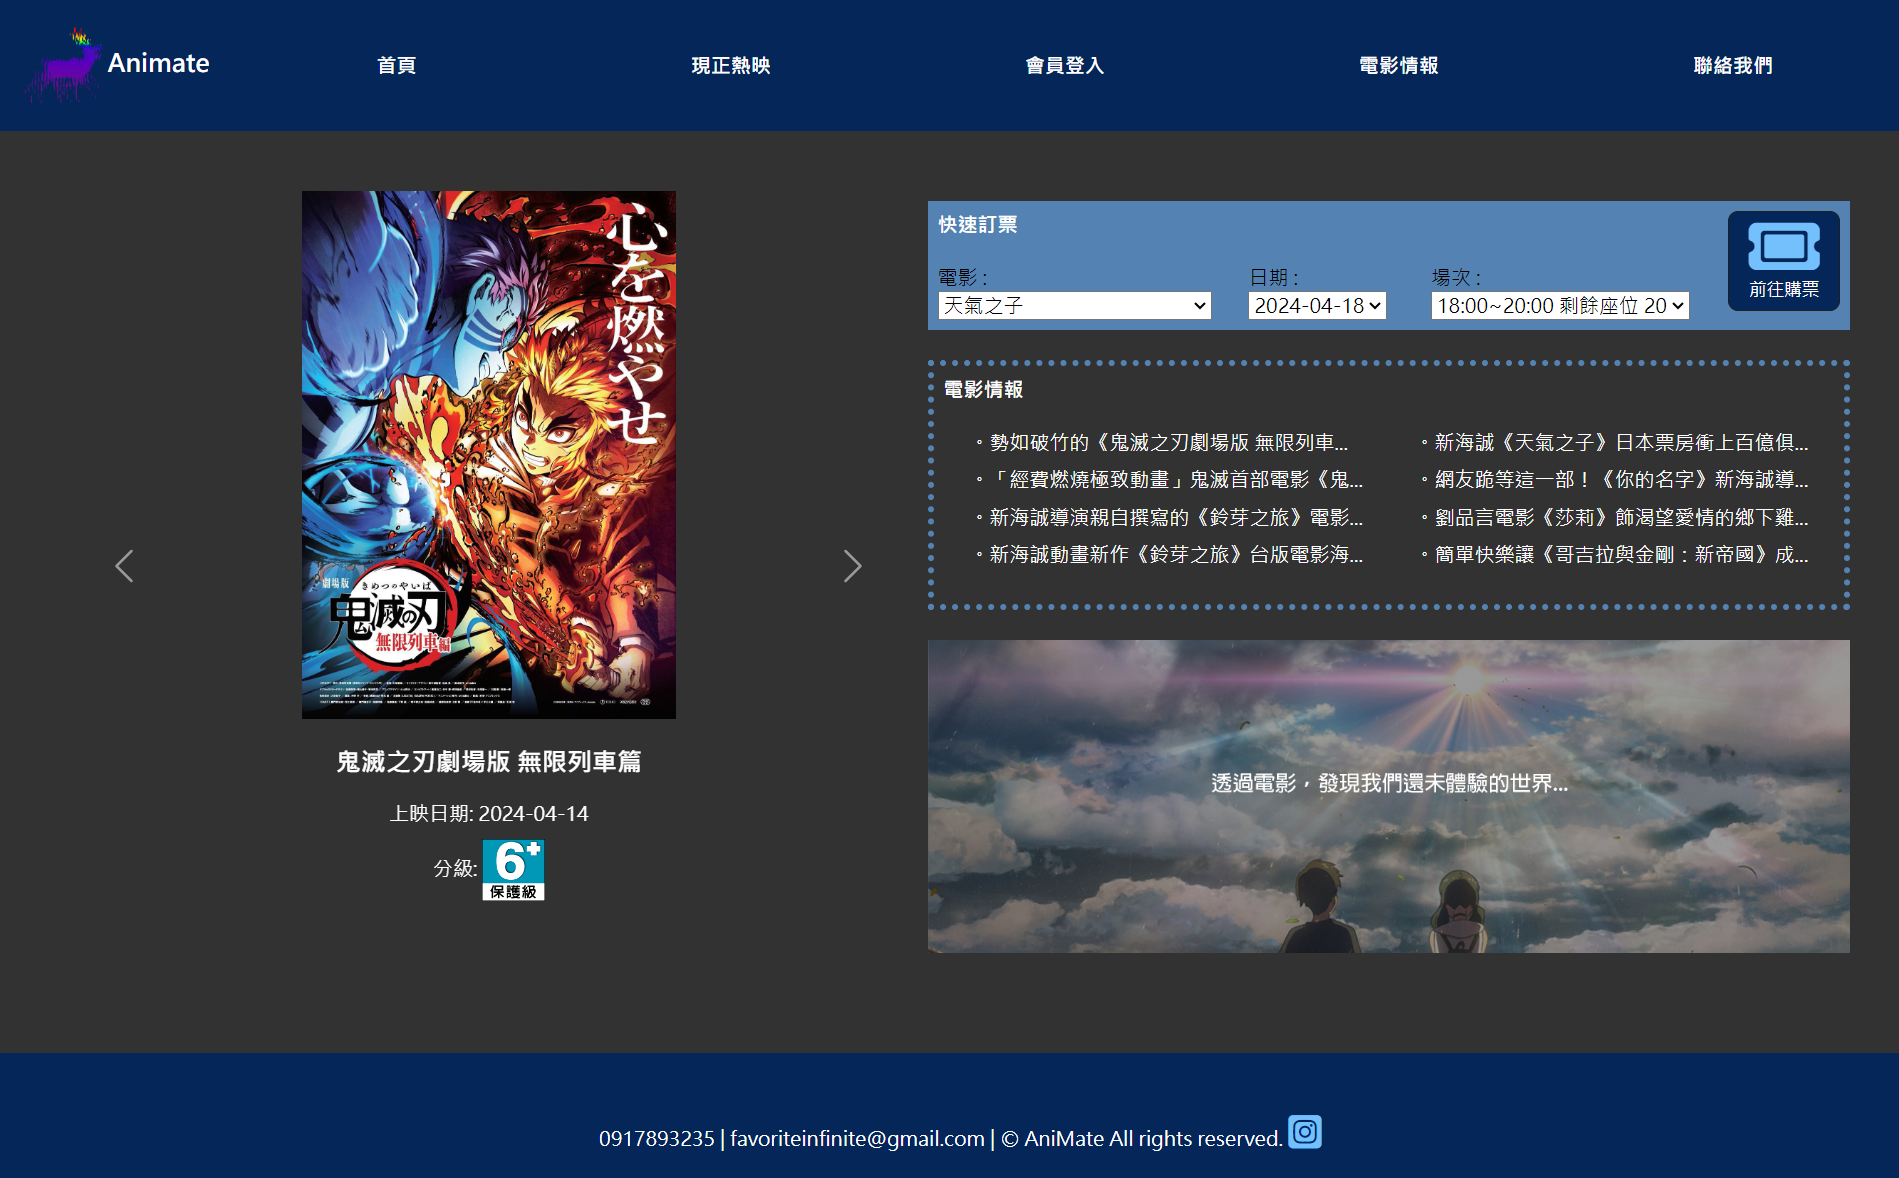 Animate
首頁
現正熱映
會員登入
電影情報
聯絡我們
心を燃やせ
劇場版
きめつのやいば
鬼滅の刃
無限列車編
鬼滅之刃劇場版 無限列車篇
上映日期: 2024-04-14
分級:
6+
保護級
快速訂票
電影 :
天氣之子
日期 :
2024-04-18
場次 :
18:00~20:00 剩餘座位 20
前往購票
電影情報
◦ 勢如破竹的《鬼滅之刃劇場版 無限列車...
◦ 「經費燃燒極致動畫」鬼滅首部電影《鬼...
◦ 新海誠導演親自撰寫的《鈴芽之旅》電影...
◦ 新海誠動畫新作《鈴芽之旅》台版電影海...
◦ 新海誠《天氣之子》日本票房衝上百億俱...
◦ 網友跪等這一部！《你的名字》新海誠導...
◦ 劉品言電影《莎莉》飾渴望愛情的鄉下雞...
◦ 簡單快樂讓《哥吉拉與金剛：新帝國》成...
透過電影，發現我們還未體驗的世界...
0917893235 | favoriteinfinite@gmail.com | © AniMate All rights reserved.